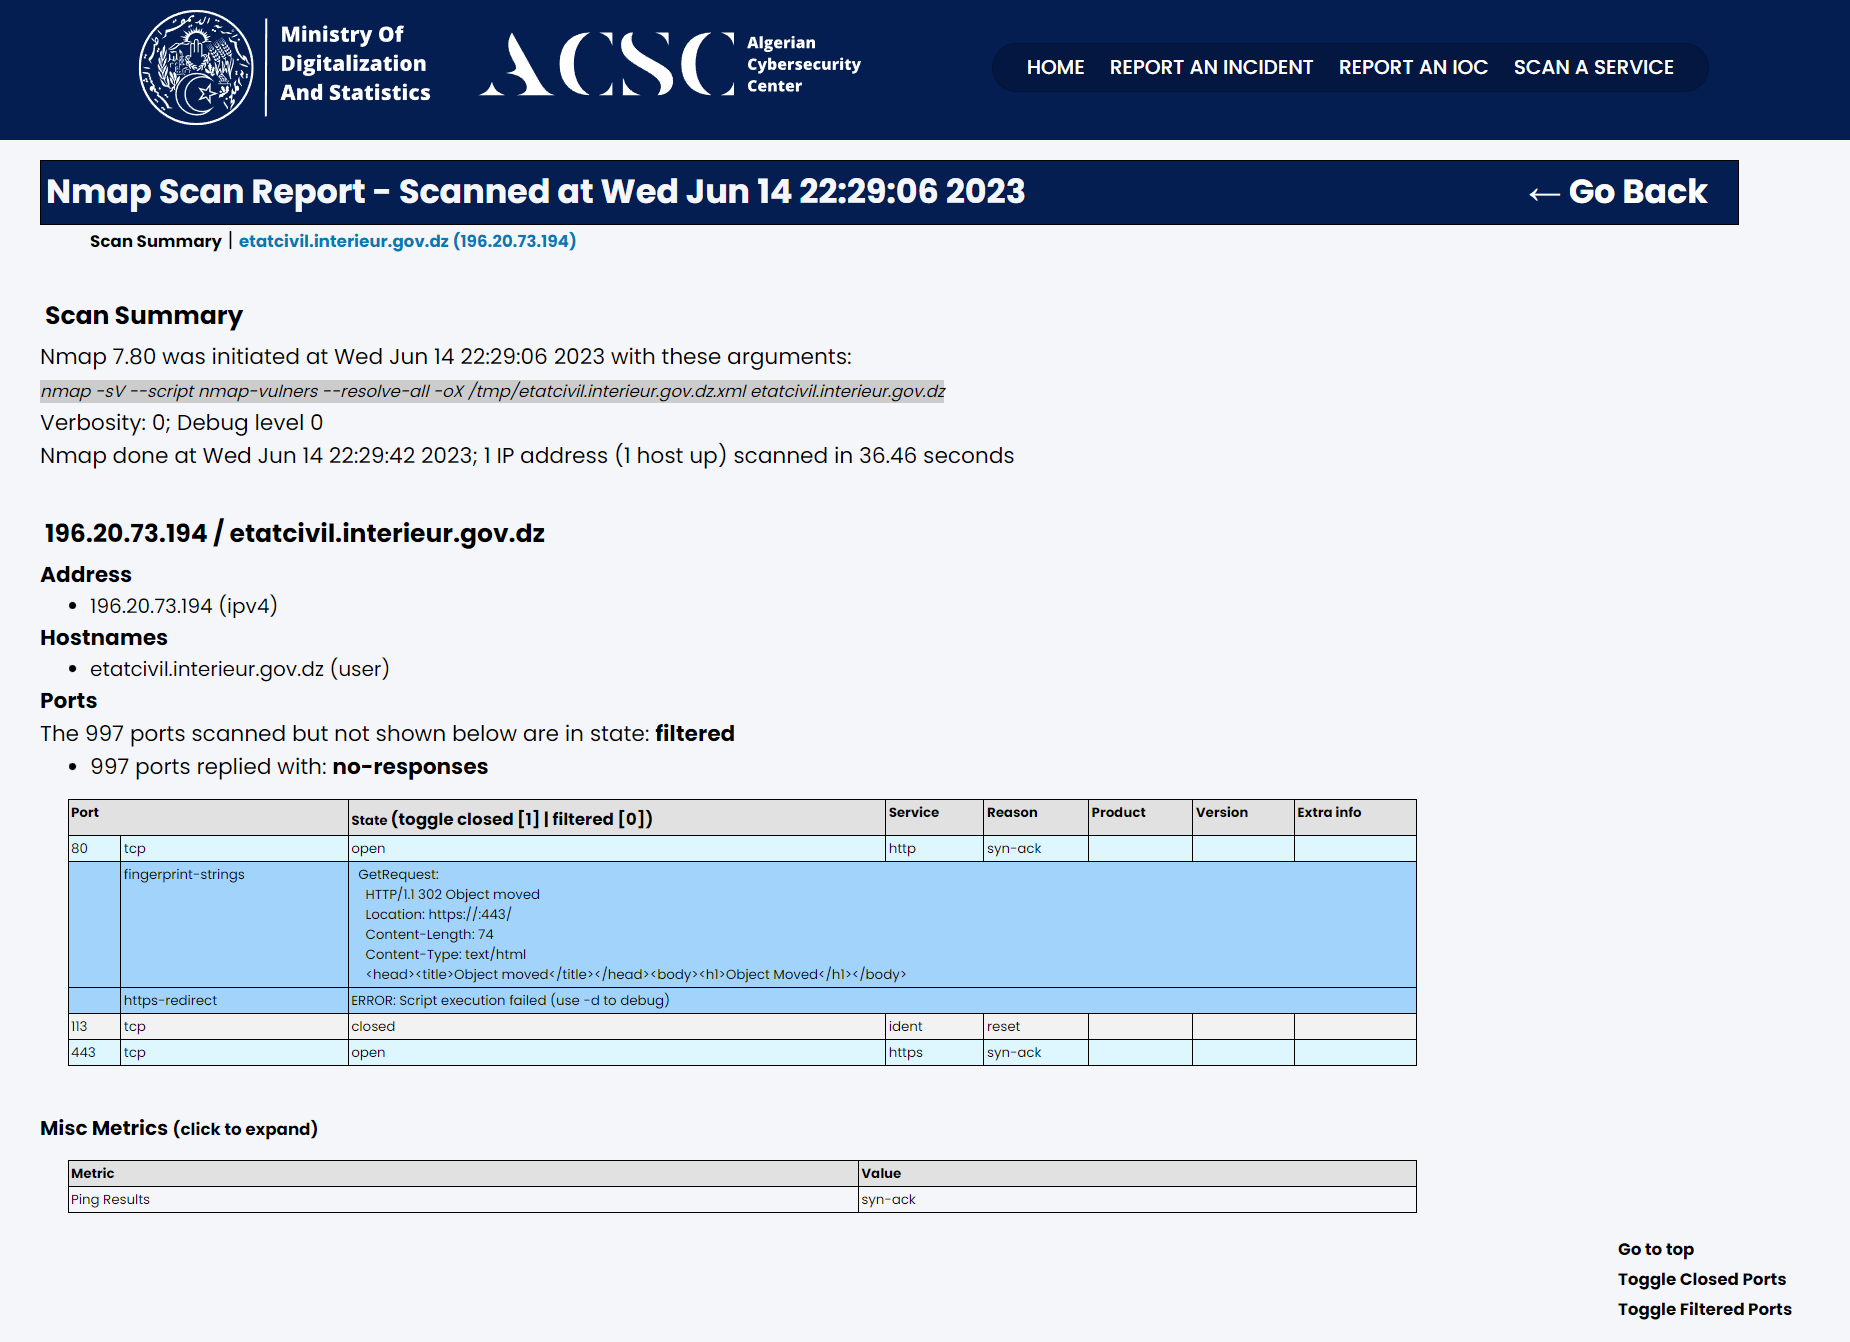 Ministry Of
Digitalization
And Statistics
ACSC
Algerian
Cybersecurity
Center
HOME REPORT AN INCIDENT REPORT AN IOC SCAN A SERVICE
Nmap Scan Report - Scanned at Wed Jun 14 22:29:06 2023
← Go Back
Scan Summary | etatcivil.interieur.gov.dz (196.20.73.194)
Scan Summary
Nmap 7.80 was initiated at Wed Jun 14 22:29:06 2023 with these arguments:
nmap -sV --script nmap-vulners --resolve-all -oX /tmp/etatcivil.interieur.gov.dz.xml etatcivil.interieur.gov.dz
Verbosity: 0; Debug level 0
Nmap done at Wed Jun 14 22:29:42 2023; 1 IP address (1 host up) scanned in 36.46 seconds
196.20.73.194 / etatcivil.interieur.gov.dz
Address
• 196.20.73.194 (ipv4)
Hostnames
• etatcivil.interieur.gov.dz (user)
Ports
The 997 ports scanned but not shown below are in state: filtered
• 997 ports replied with: no-responses
Port State (toggle closed [1] | filtered [0]) Service Reason Product Version Extra info
80 tcp open http syn-ack
fingerprint-strings GetRequest:
HTTP/1.1 302 Object moved
Location: https://:443/
Content-Length: 74
Content-Type: text/html
<head><title>Object moved</title></head><body><h1>Object Moved</h1></body>
https-redirect ERROR: Script execution failed (use -d to debug)
113 tcp closed ident reset
443 tcp open https syn-ack
Misc Metrics (click to expand)
Metric Value
Ping Results syn-ack
Go to top
Toggle Closed Ports
Toggle Filtered Ports